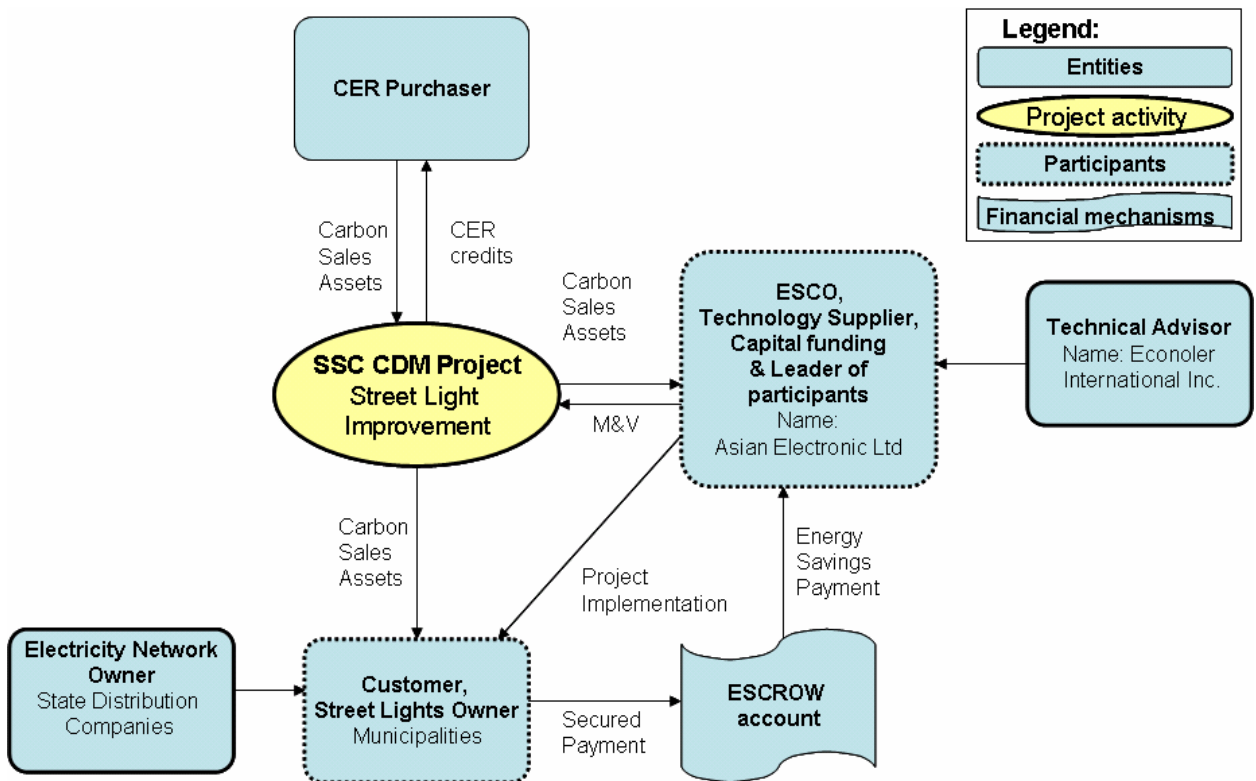 CER Purchaser
Legend:
Entities
Project activity
Participants
Financial mechanisms
Carbon
Sales
Assets
CER
credits
Carbon
Sales
Assets
ESCO,
Technology Supplier,
Capital funding
& Leader of
participants
Name:
Asian Electronic Ltd
Technical Advisor
Name: Econoler
International Inc.
SSC CDM Project
Street Light
Improvement
M&V
Carbon
Sales
Assets
Project
Implementation
Energy
Savings
Payment
Electricity Network
Owner
State Distribution
Companies
Customer,
Street Lights Owner
Municipalities
Secured
Payment
ESCROW
account